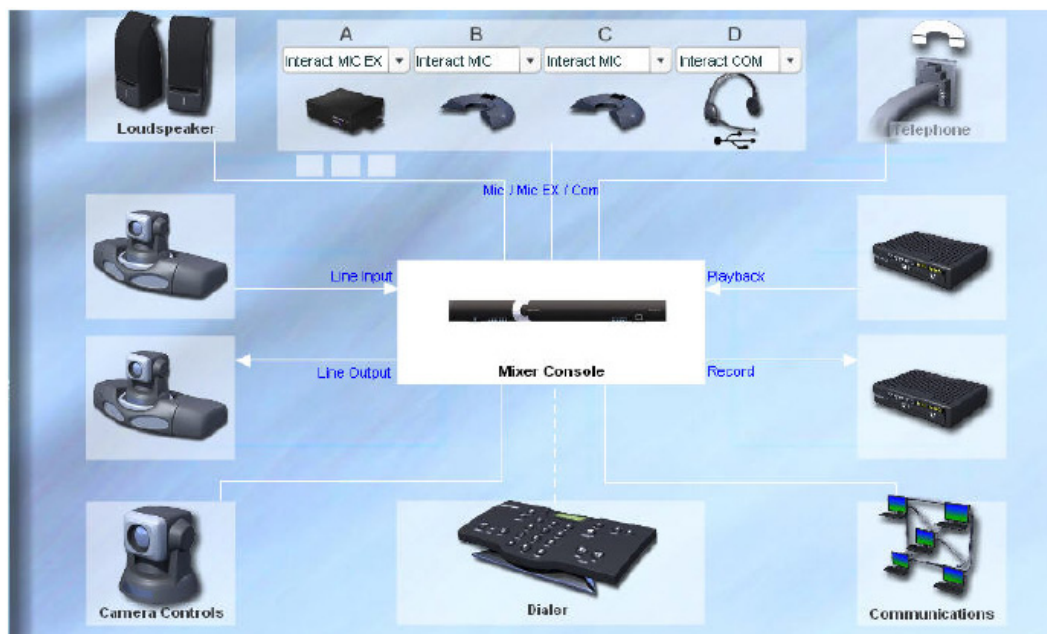 A B C D
Interact MIC EX Interact MIC Interact MIC Interact COM
Loudspeaker
Telephone
Mic / Mic EX / Com
Line Input
Playback
Line Output
Mixer Console
Record
Camera Controls
Dialer
Communications